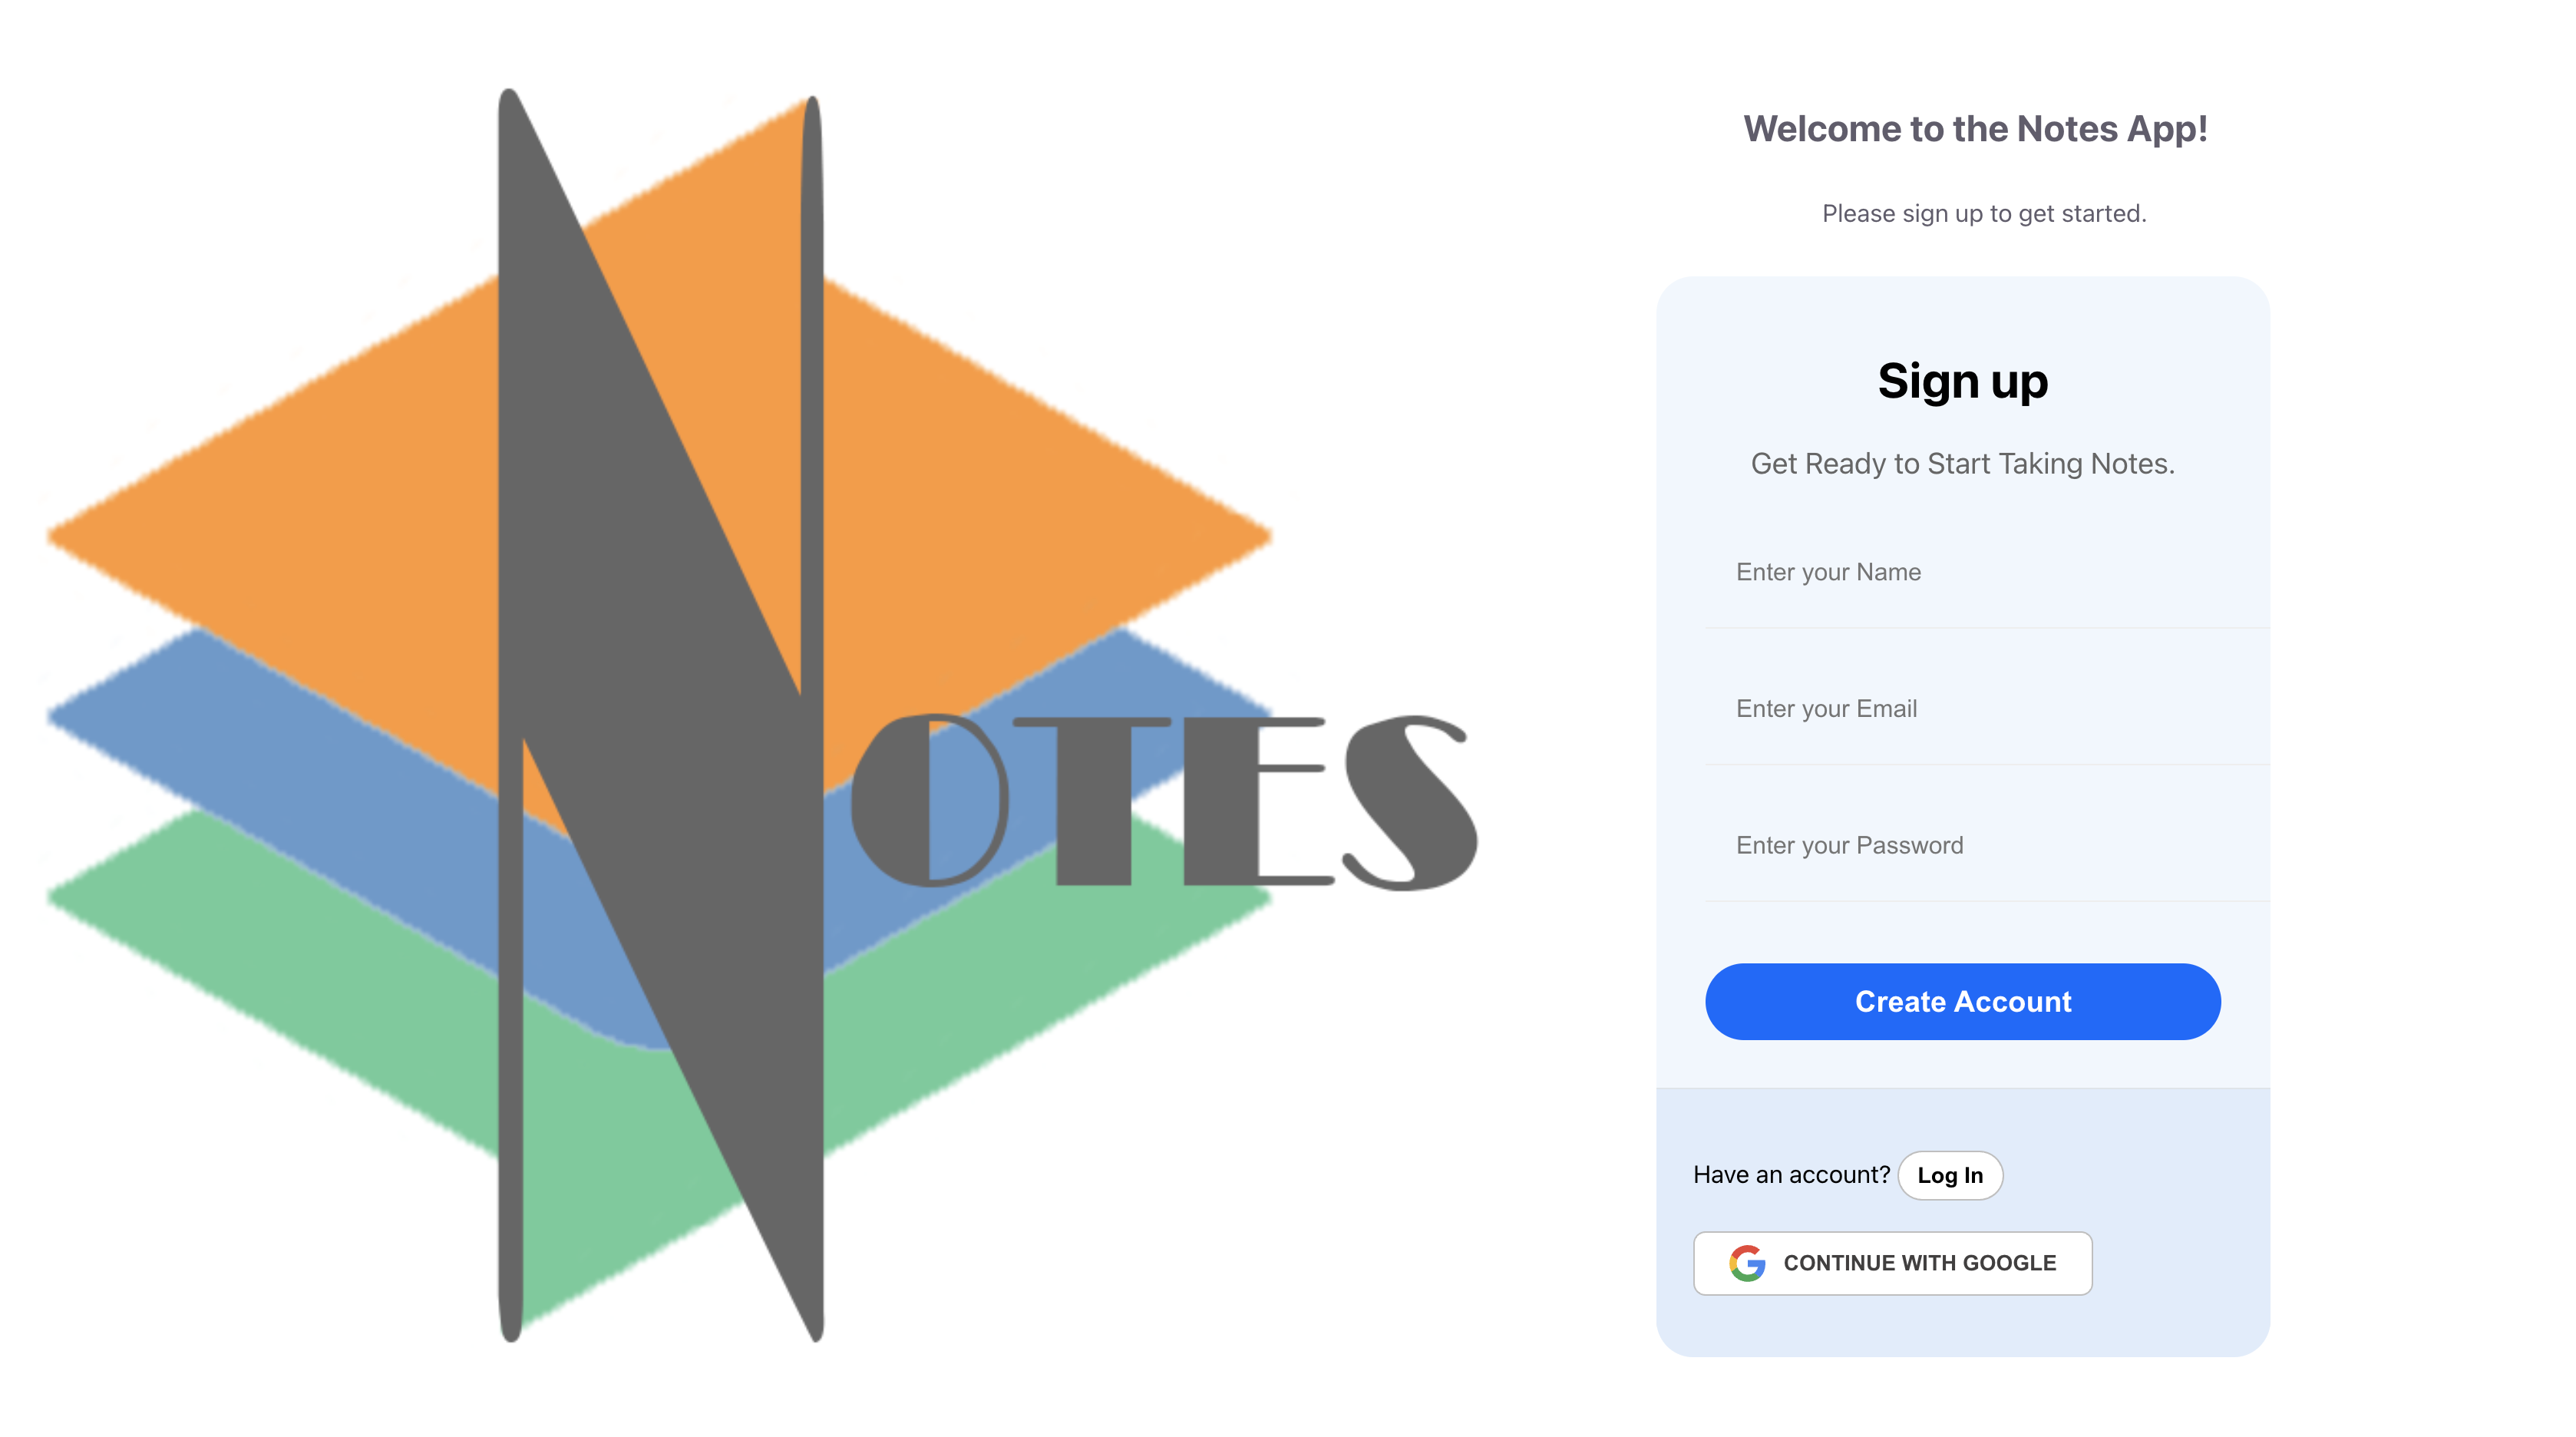 NOTES
Welcome to the Notes App!
Please sign up to get started.
Sign up
Get Ready to Start Taking Notes.
Enter your Name
Enter your Email
Enter your Password
Create Account
Have an account? Log In
CONTINUE WITH GOOGLE